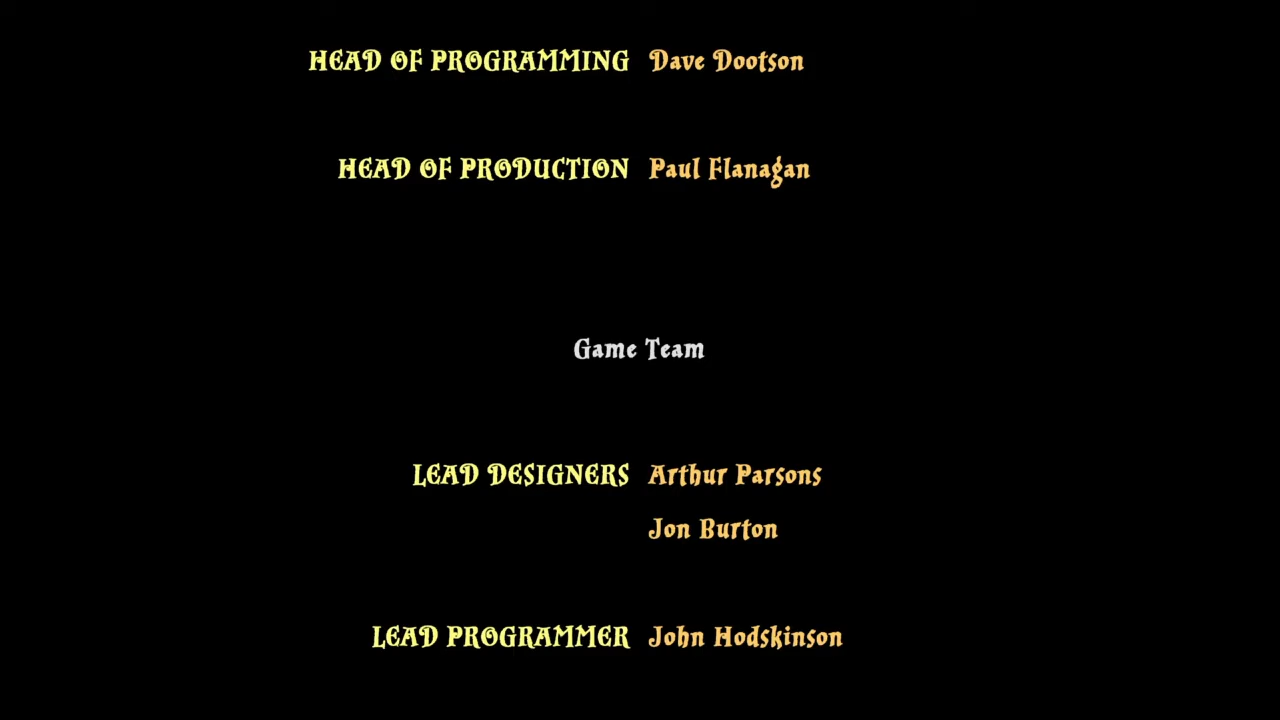 HEAD OF PROGRAMMING Dave Dootson
HEAD OF PRODUCTION Paul Flanagan
Game Team
LEAD DESIGNERS Arthur Parsons
Jon Burton
LEAD PROGRAMMER John Hodskinson